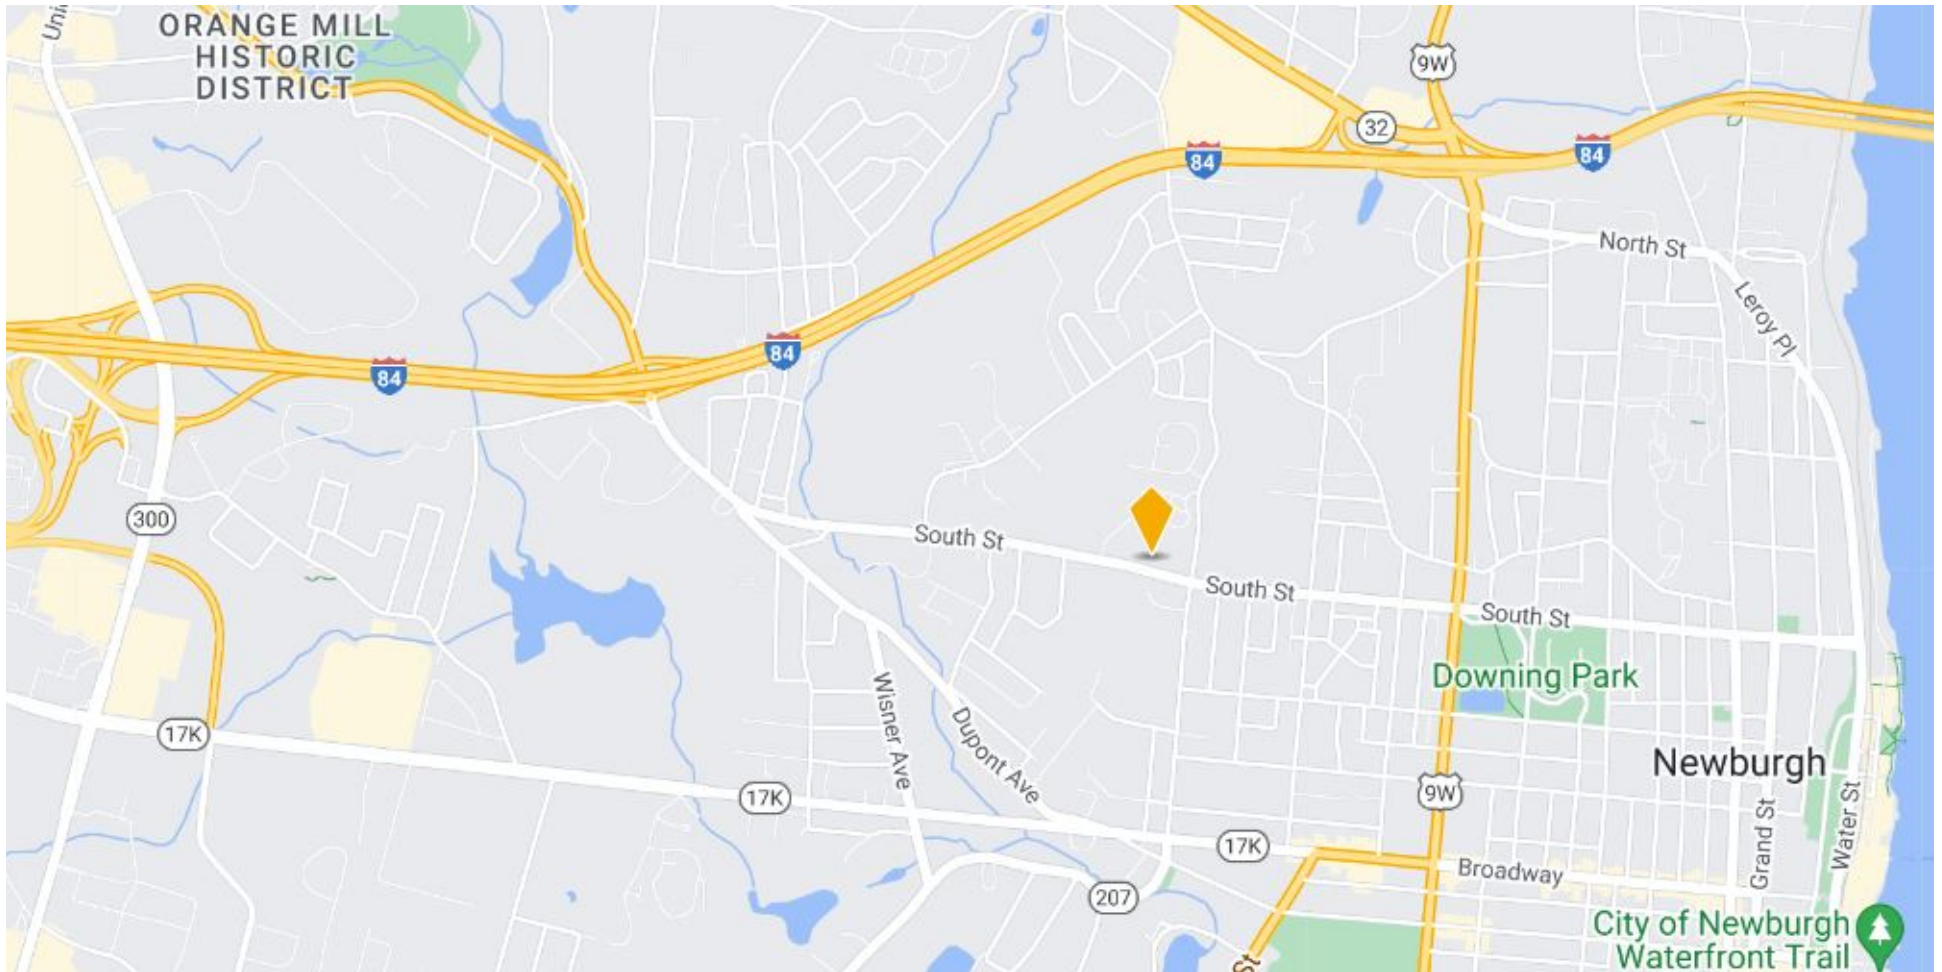 Uni
ORANGE MILL
HISTORIC
DISTRICT
9W
32
84
84
North St
Leroy Pl
84
84
300
South St
South St
South St
Downing Park
Wisner Ave
Dupont Ave
17K
Newburgh
17K
9W
Grand St
Water St
17K
Broadway
207
City of Newburgh
Waterfront Trail
St